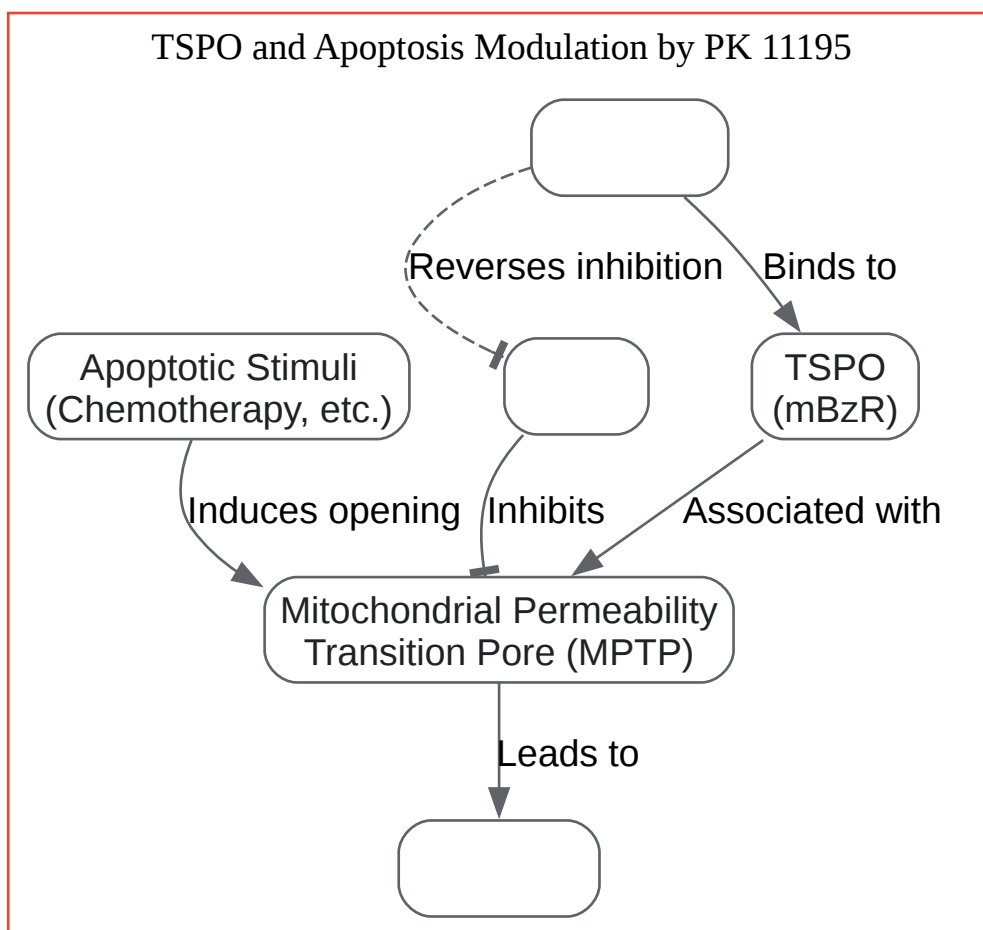 TSPO and Apoptosis Modulation by PK 11195
Reverses inhibition
Binds to
Apoptotic Stimuli
(Chemotherapy, etc.)
TSPO
(mBzR)
Induces opening
Inhibits
Associated with
Mitochondrial Permeability
Transition Pore (MPTP)
Leads to